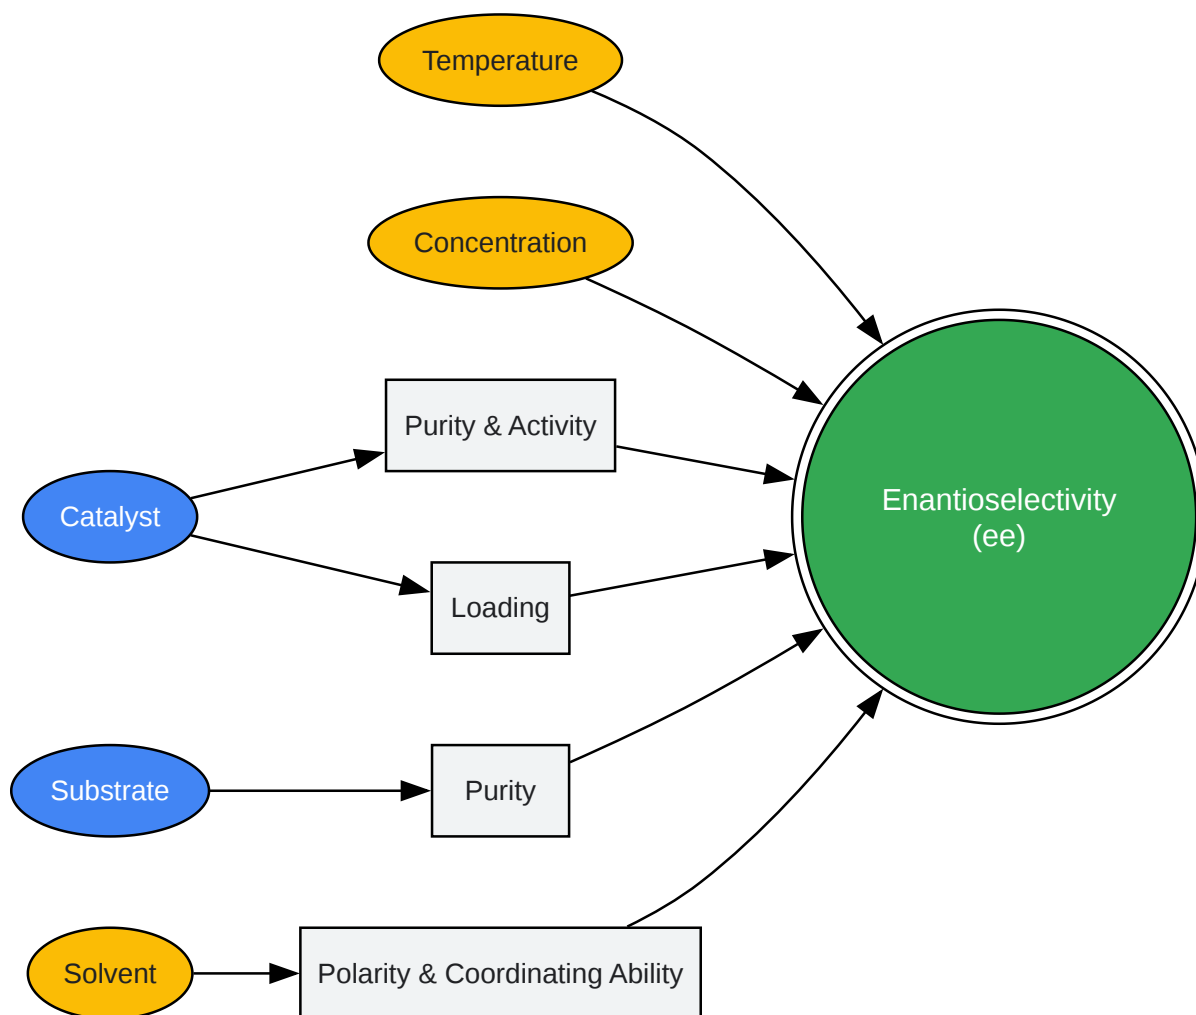 Temperature
Concentration
Purity & Activity
Catalyst
Enantioselectivity
(ee)
Loading
Substrate
Purity
Solvent
Polarity & Coordinating Ability